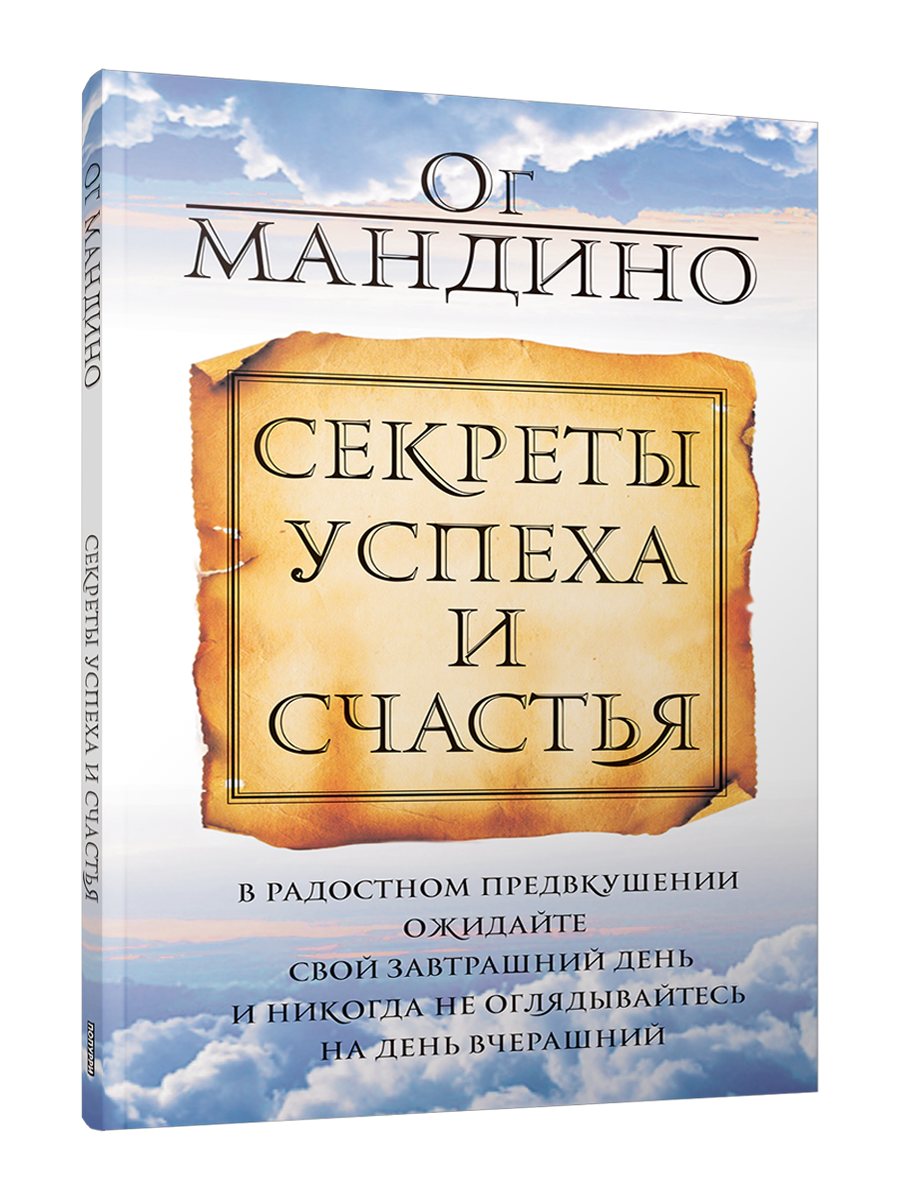 Ог
МАНДИНО
СЕКРЕТЫ
УСПЕХА
И
СЧАСТЬЯ
В РАДОСТНОМ ПРЕДВКУШЕНИИ
ОЖИДАЙТЕ
СВОЙ ЗАВТРАШНИЙ ДЕНЬ
И НИКОГДА НЕ ОГЛЯДЫВАЙТЕСЬ
НА ДЕНЬ ВЧЕРАШНИЙ
ОГ МАНДИНО
СЕКРЕТЫ УСПЕХА И СЧАСТЬЯ
ПОПУРРИ